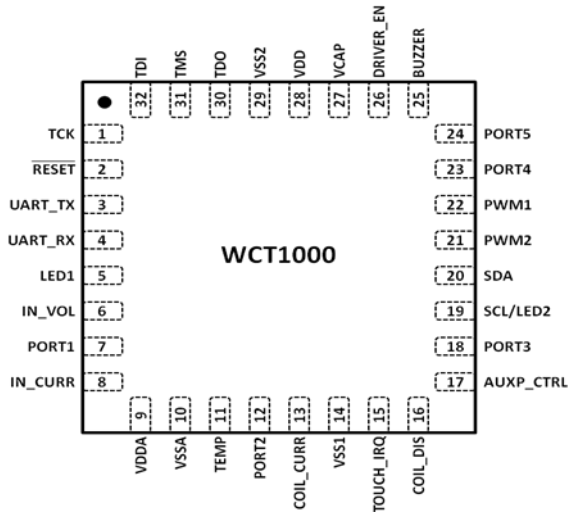 TDI
TMS
TDO
VSS2
VDD
VCAP
DRIVER_EN
BUZZER
32
31
30
29
28
27
26
25
TCK 1
RESET 2
UART_TX 3
UART_RX 4
LED1 5
IN_VOL 6
PORT1 7
IN_CURR 8
WCT1000
24 PORT5
23 PORT4
22 PWM1
21 PWM2
20 SDA
19 SCL/LED2
18 PORT3
17 AUXP_CTRL
9
10
11
12
13
14
15
16
VDDA
VSSA
TEMP
PORT2
COIL_CURR
VSS1
TOUCH_IRQ
COIL_DIS